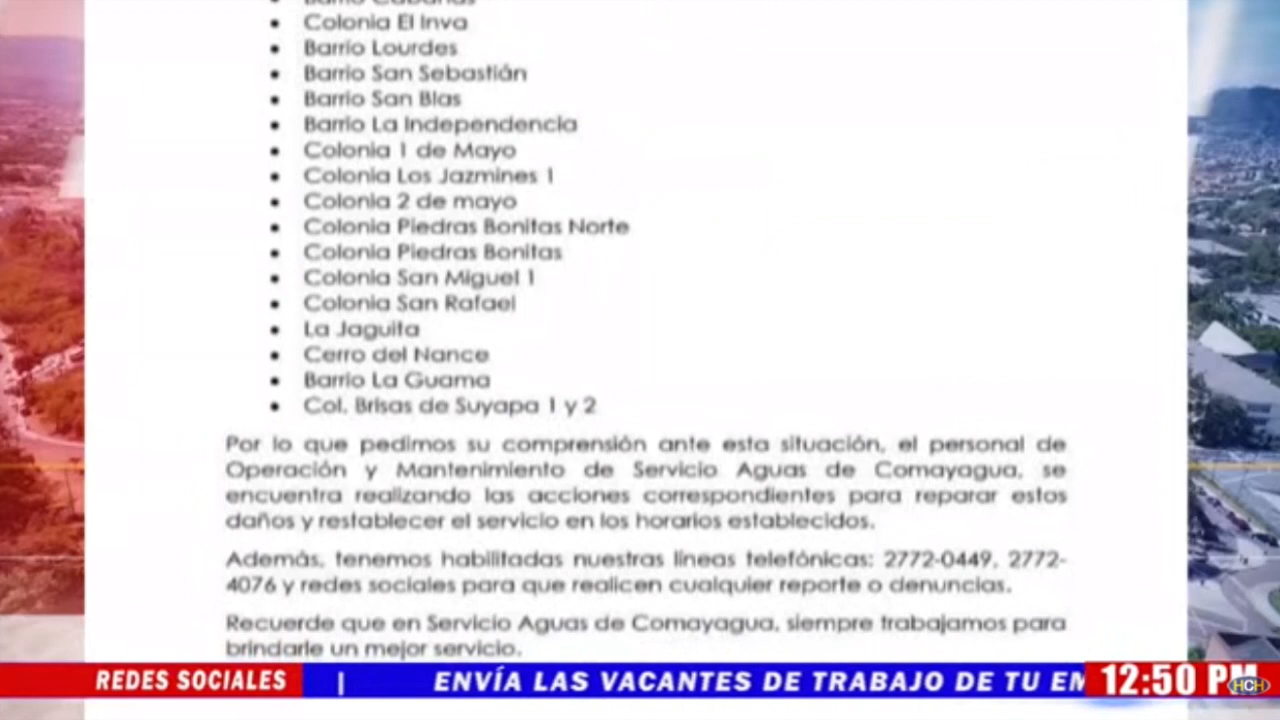 Barrio Cabanas
• Colonia El Inva
• Barrio Lourdes
• Barrio San Sebastián
• Barrio San Blas
• Barrio La Independencia
• Colonia 1 de Mayo
• Colonia Los Jazmines 1
• Colonia 2 de mayo
• Colonia Piedras Bonitas Norte
• Colonia Piedras Bonitas
• Colonia San Miguel 1
• Colonia San Rafael
• La Jaguita
• Cerro del Nance
• Barrio La Guama
• Col. Brisas de Suyapa 1 y 2
Por lo que pedimos su comprensión ante esta situación, el personal de
Operación y Mantenimiento de Servicio Aguas de Comayagua, se
encuentra realizando las acciones correspondientes para reparar estos
daños y restablecer el servicio en los horarios establecidos.
Además, tenemos habilitadas nuestras líneas telefónicas: 2772-0449, 2772-
4076 y redes sociales para que realicen cualquier reporte o denuncias.
Recuerde que en Servicio Aguas de Comayagua, siempre trabajamos para
brindarle un mejor servicio.
REDES SOCIALES | ENVÍA LAS VACANTES DE TRABAJO DE TU EM 12:50 PM
HCH